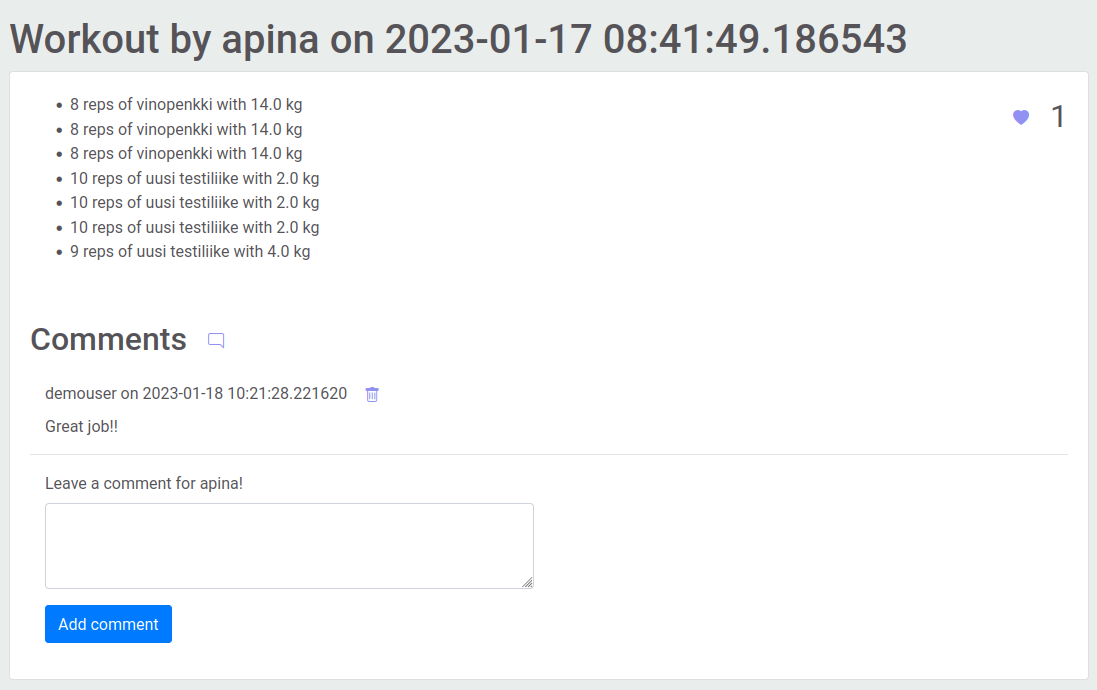 Workout by apina on 2023-01-17 08:41:49.186543
8 reps of vinopenkki with 14.0 kg
1
8 reps of vinopenkki with 14.0 kg
8 reps of vinopenkki with 14.0 kg
10 reps of uusi testiliike with 2.0 kg
10 reps of uusi testiliike with 2.0 kg
10 reps of uusi testiliike with 2.0 kg
9 reps of uusi testiliike with 4.0 kg
Comments
demouser on 2023-01-18 10:21:28.221620
Great job!!
Leave a comment for apina!
Add comment